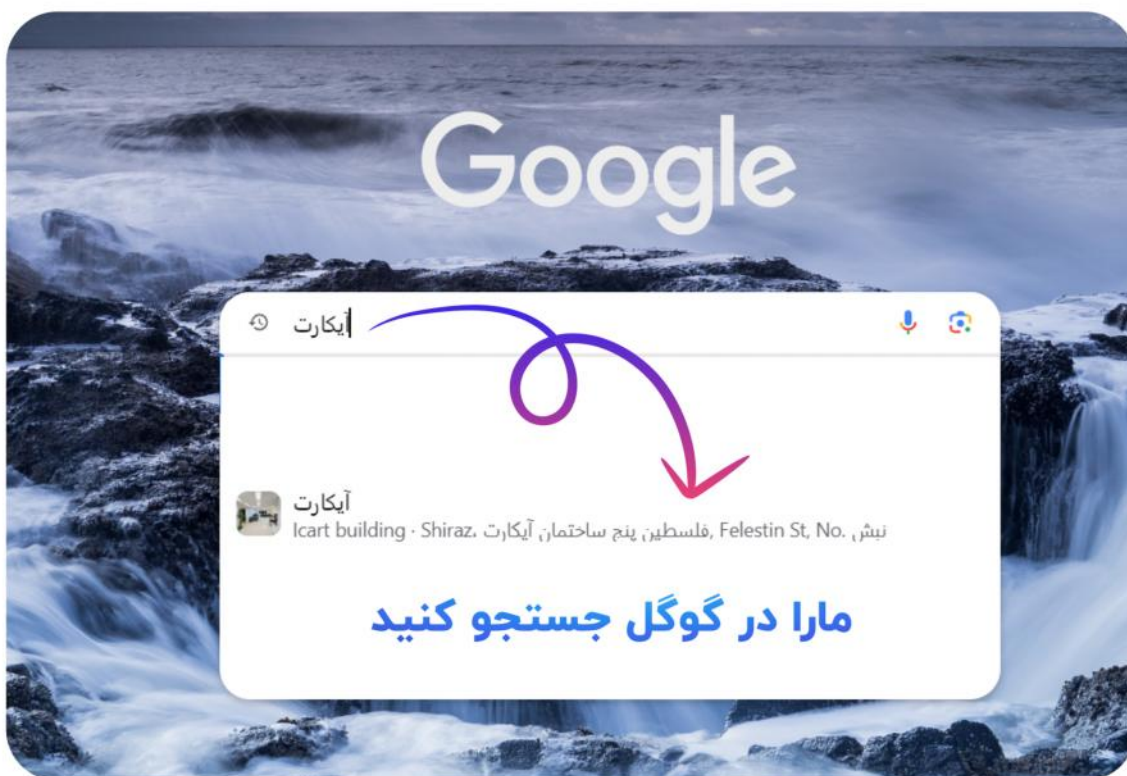 Google
آیکارت
آیکارت
Icart building · Shiraz، فلسطین پنج ساختمان آیکارت, Felestin St, No. نبش
مارا در گوگل جستجو کنید